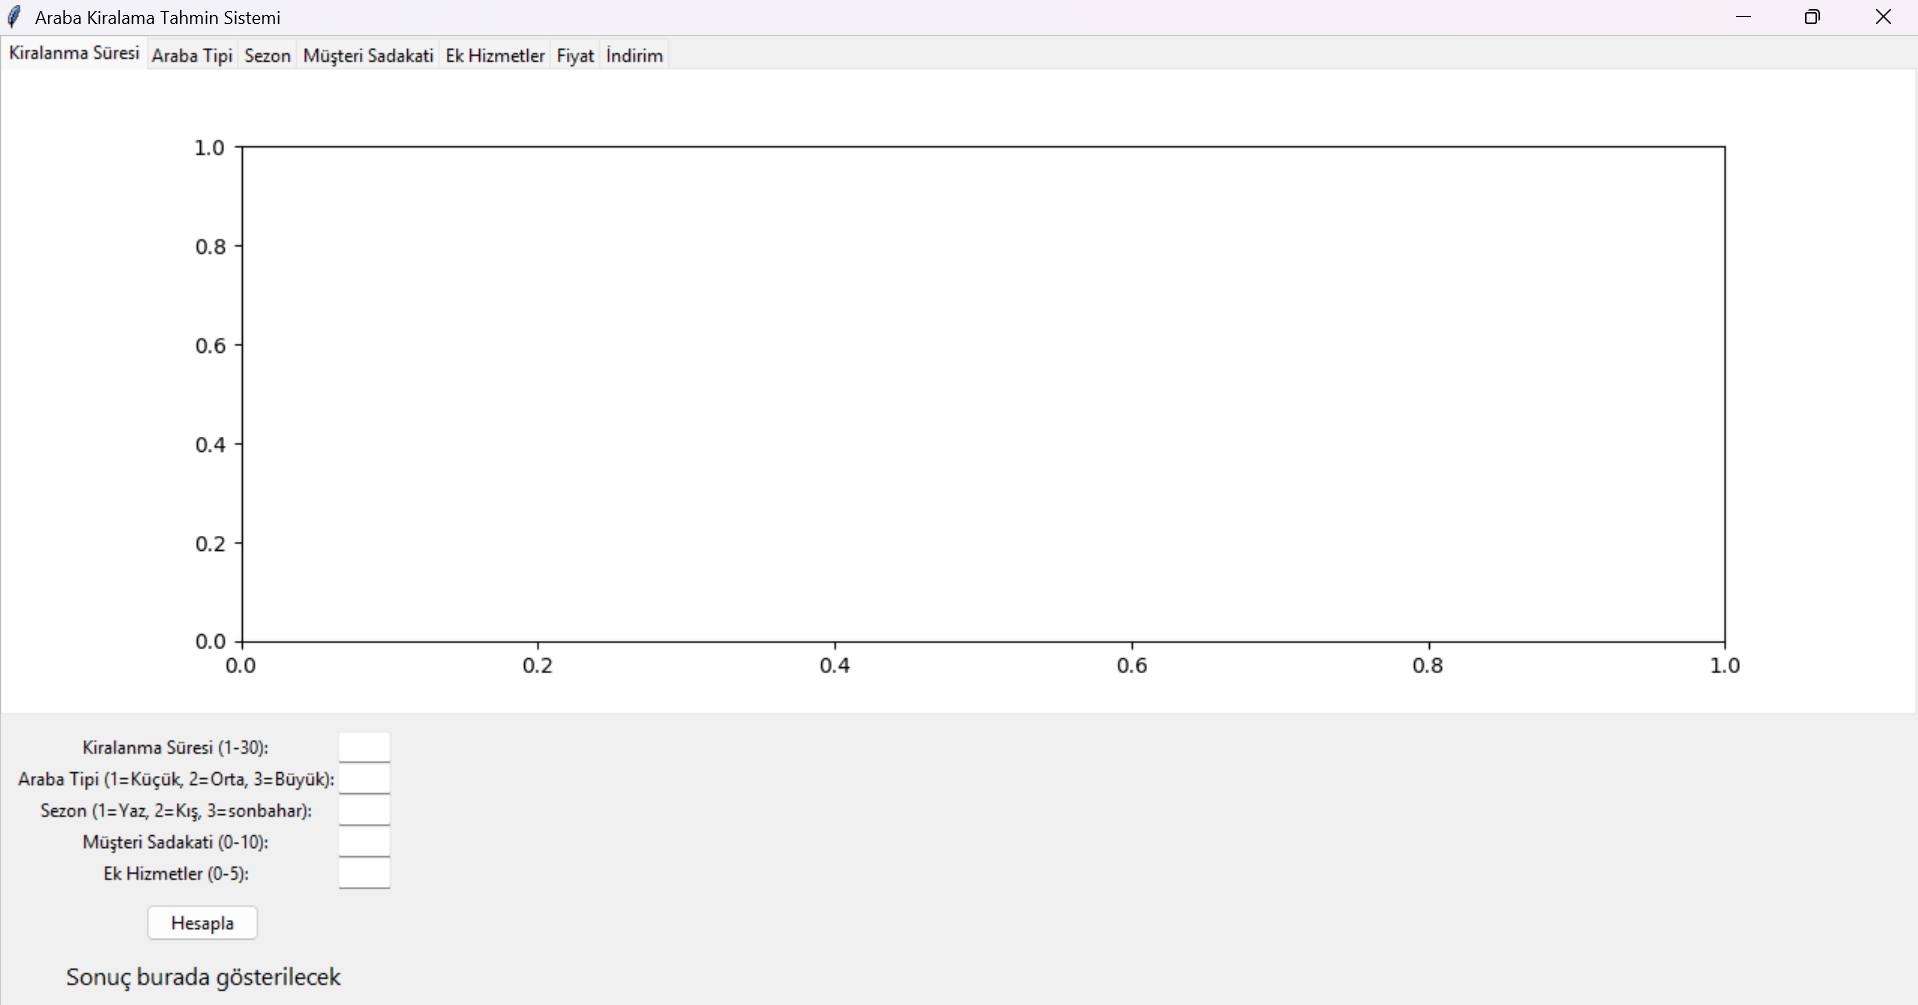 Araba Kiralama Tahmin Sistemi
Kiralanma Süresi Araba Tipi Sezon Müşteri Sadakati Ek Hizmetler Fiyat İndirim
1.0
0.8
0.6
0.4
0.2
0.0
0.0 0.2 0.4 0.6 0.8 1.0
Kiralanma Süresi (1-30):
Araba Tipi (1=Küçük, 2=Orta, 3=Büyük):
Sezon (1=Yaz, 2=Kış, 3=sonbahar):
Müşteri Sadakati (0-10):
Ek Hizmetler (0-5):
Hesapla
Sonuç burada gösterilecek